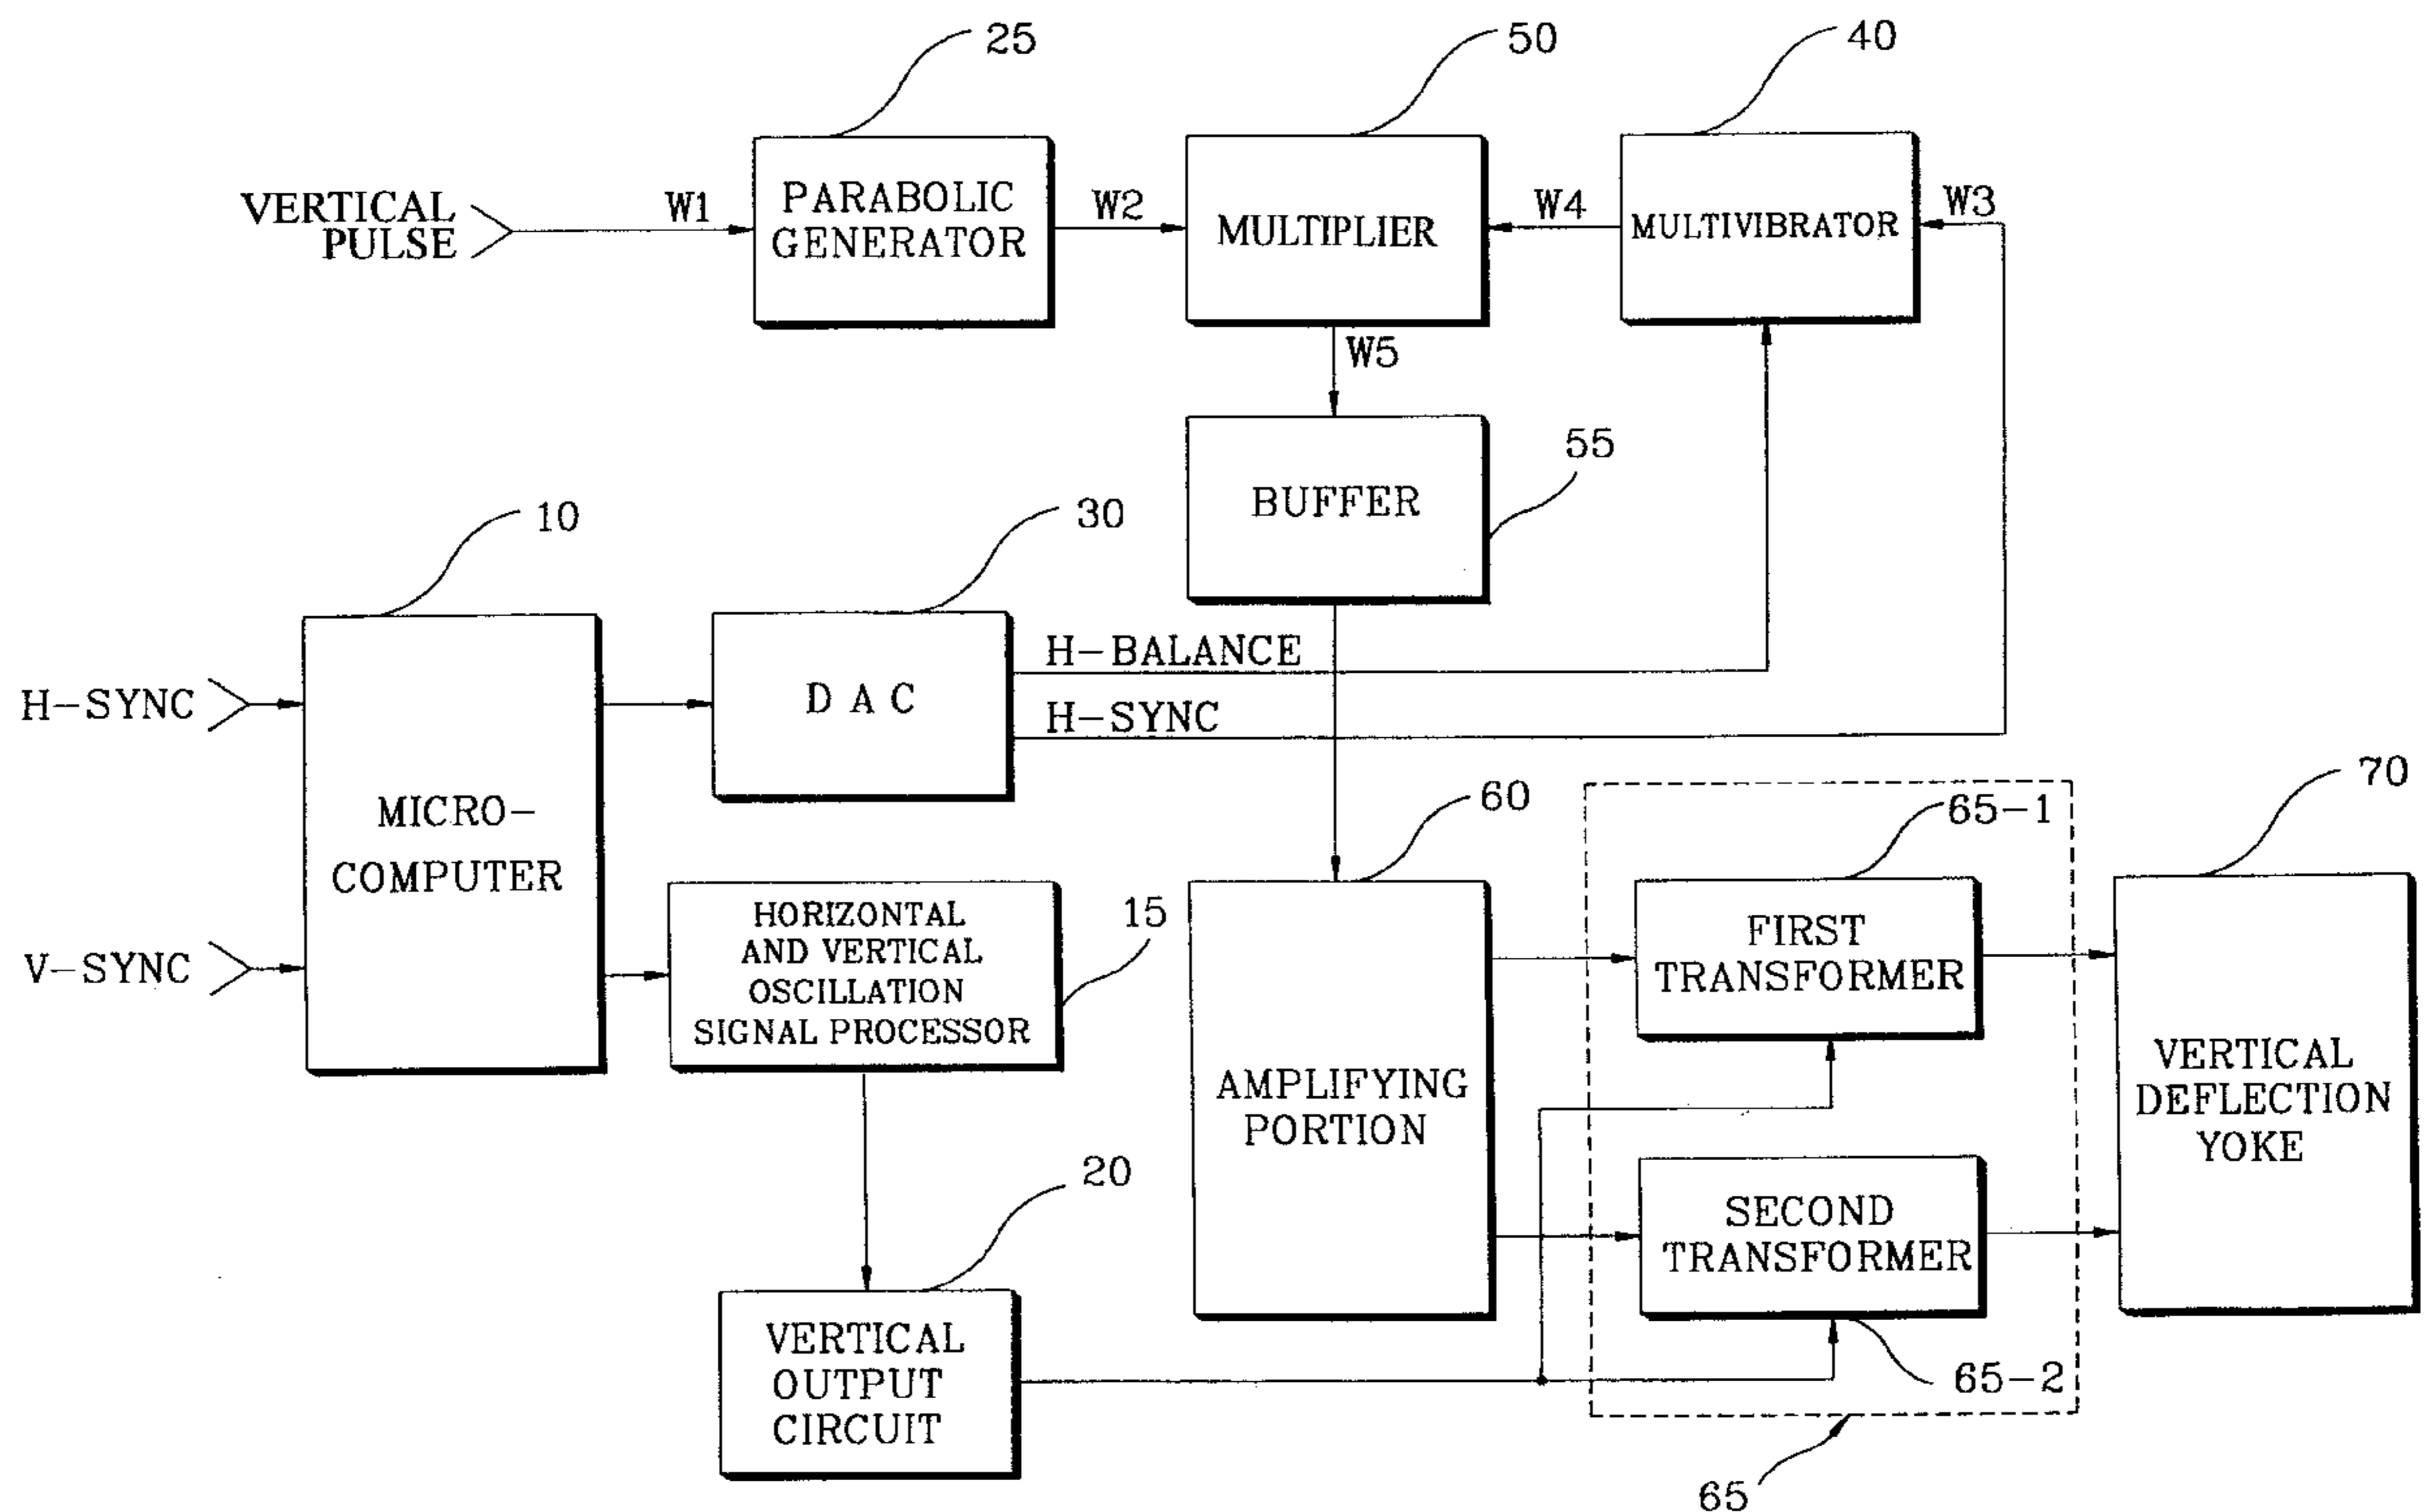 25
50
40
VERTICAL
PULSE
W1
PARABOLIC
GENERATOR
W2
MULTIPLIER
W4
MULTIVIBRATOR
W3
W5
BUFFER
55
10
30
H-BALANCE
H-SYNC
H-SYNC
D A C
MICRO-
COMPUTER
V-SYNC
HORIZONTAL
AND VERTICAL
OSCILLATION
SIGNAL PROCESSOR
15
60
65-1
70
FIRST
TRANSFORMER
AMPLIFYING
PORTION
VERTICAL
DEFLECTION
YOKE
SECOND
TRANSFORMER
20
VERTICAL
OUTPUT
CIRCUIT
65-2
65